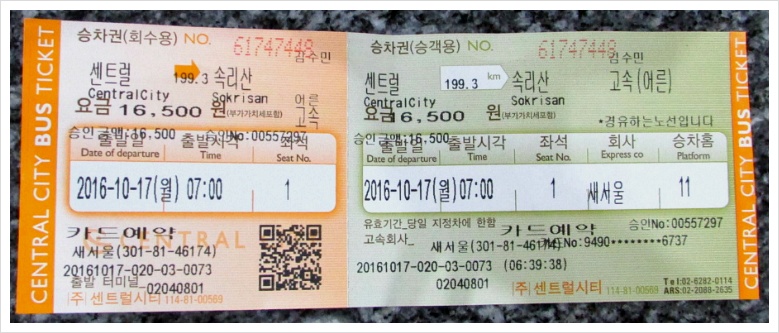 CENTRAL CITY BUS TICKET
승차권(회수용) NO. 61747448
김수민
센트럴 199.3 속리산
CentralCity Sokrisan 어른
요금 16,500 원 (부가가치세포함) 고속
승인금액:16,500 승인No:00557297
출발일 출발시각 좌석
Date of departure Time Seat No.
2016-10-17(월) 07:00 1
카드예약
CENTRAL
새서울(301-81-46174)
20161017-020-03-0073
출발 터미널 02040801
(주) 센트럴시티 114-81-00569
승차권(승객용) NO. 61747448
김수민
센트럴 199.3 km 속리산 고속(어른)
CentralCity Sokrisan
요금 16,500 원 (부가가치세포함) *경유하는노선입니다
승인금액:16,500
출발일 출발시각 좌석 회사 승차홈
Date of departure Time Seat No. Express co Platform
2016-10-17(월) 07:00 1 새서울 11
유효기간_당일 지정차에 한함 카드예약 승인No:00557297
고속회사_ 새서울(301-81-46174) No:9490********6737
20161017-020-03-0073 (06:39:38)
02040801
(주) 센트럴시티 114-81-00569
Tel:02-6282-0114
ARS:02-2088-2635
CENTRAL CITY BUS TICKET